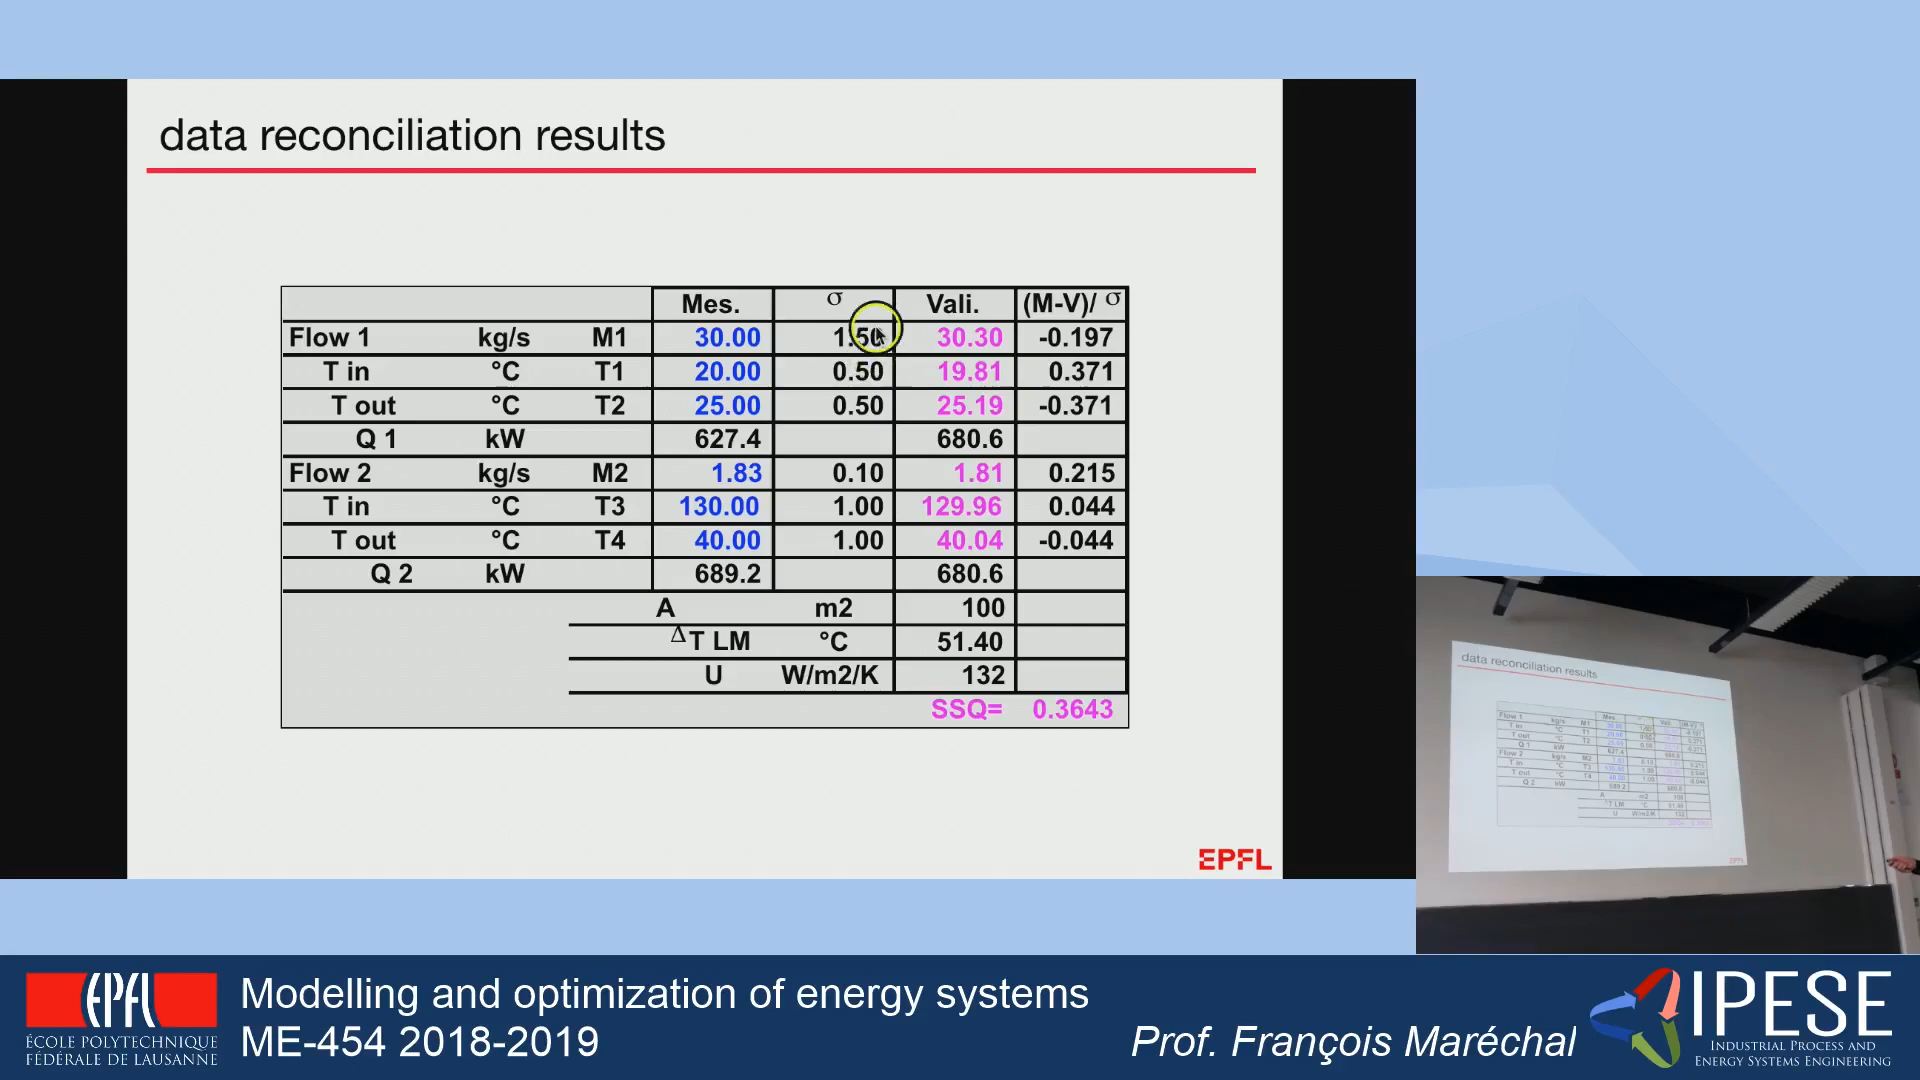 data reconciliation results
Mes. σ Vali. (M-V)/ σ
Flow 1 kg/s M1 30.00 1.50 30.30 -0.197
T in °C T1 20.00 0.50 19.81 0.371
T out °C T2 25.00 0.50 25.19 -0.371
Q 1 kW 627.4 680.6
Flow 2 kg/s M2 1.83 0.10 1.81 0.215
T in °C T3 130.00 1.00 129.96 0.044
T out °C T4 40.00 1.00 40.04 -0.044
Q 2 kW 689.2 680.6
A m2 100
ΔT LM °C 51.40
U W/m2/K 132
SSQ= 0.3643
EPFL
data reconciliation results
EPFL
ÉCOLE POLYTECHNIQUE
FÉDÉRALE DE LAUSANNE
Modelling and optimization of energy systems
ME-454 2018-2019
Prof. François Maréchal
IPESE
INDUSTRIAL PROCESS AND
ENERGY SYSTEMS ENGINEERING